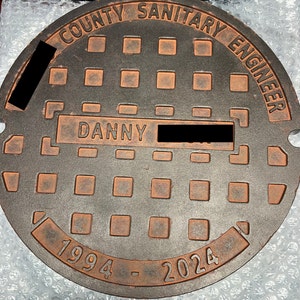 COUNTY SANITARY ENGINEER
DANNY
1994 - 2024